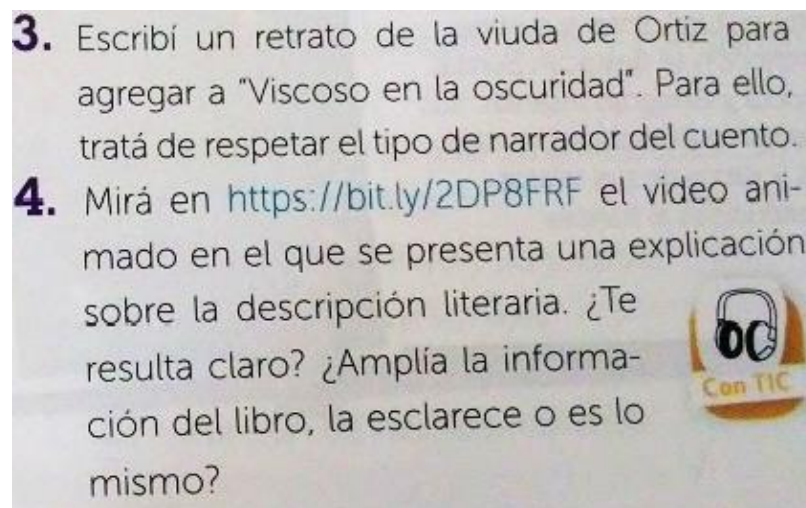 3. Escribí un retrato de la viuda de Ortiz para
agregar a "Viscoso en la oscuridad". Para ello,
tratá de respetar el tipo de narrador del cuento.
4. Mirá en https://bit.ly/2DP8FRF el video ani-
mado en el que se presenta una explicación
sobre la descripción literaria. ¿Te
resulta claro? ¿Amplía la informa-
ción del libro, la esclarece o es lo
mismo?
Con TIC